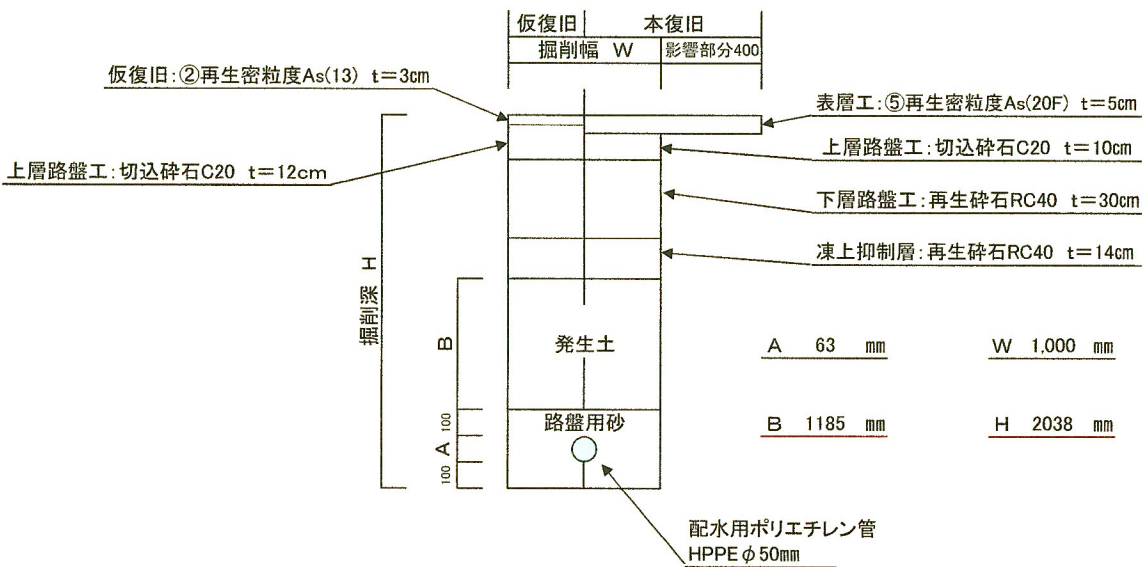 仮復旧
本復旧
掘削幅 W
影響部分400
仮復旧:②再生密粒度As(13) t=3cm
表層工:⑤再生密粒度As(20F) t=5cm
上層路盤工:切込砕石C20 t=10cm
上層路盤工:切込砕石C20 t=12cm
下層路盤工:再生砕石RC40 t=30cm
凍上抑制層:再生砕石RC40 t=14cm
掘削深 H
B
発生土
A 63 mm
W 1,000 mm
100
路盤用砂
B 1185 mm
H 2038 mm
A
100
配水用ポリエチレン管
HPPEφ50mm